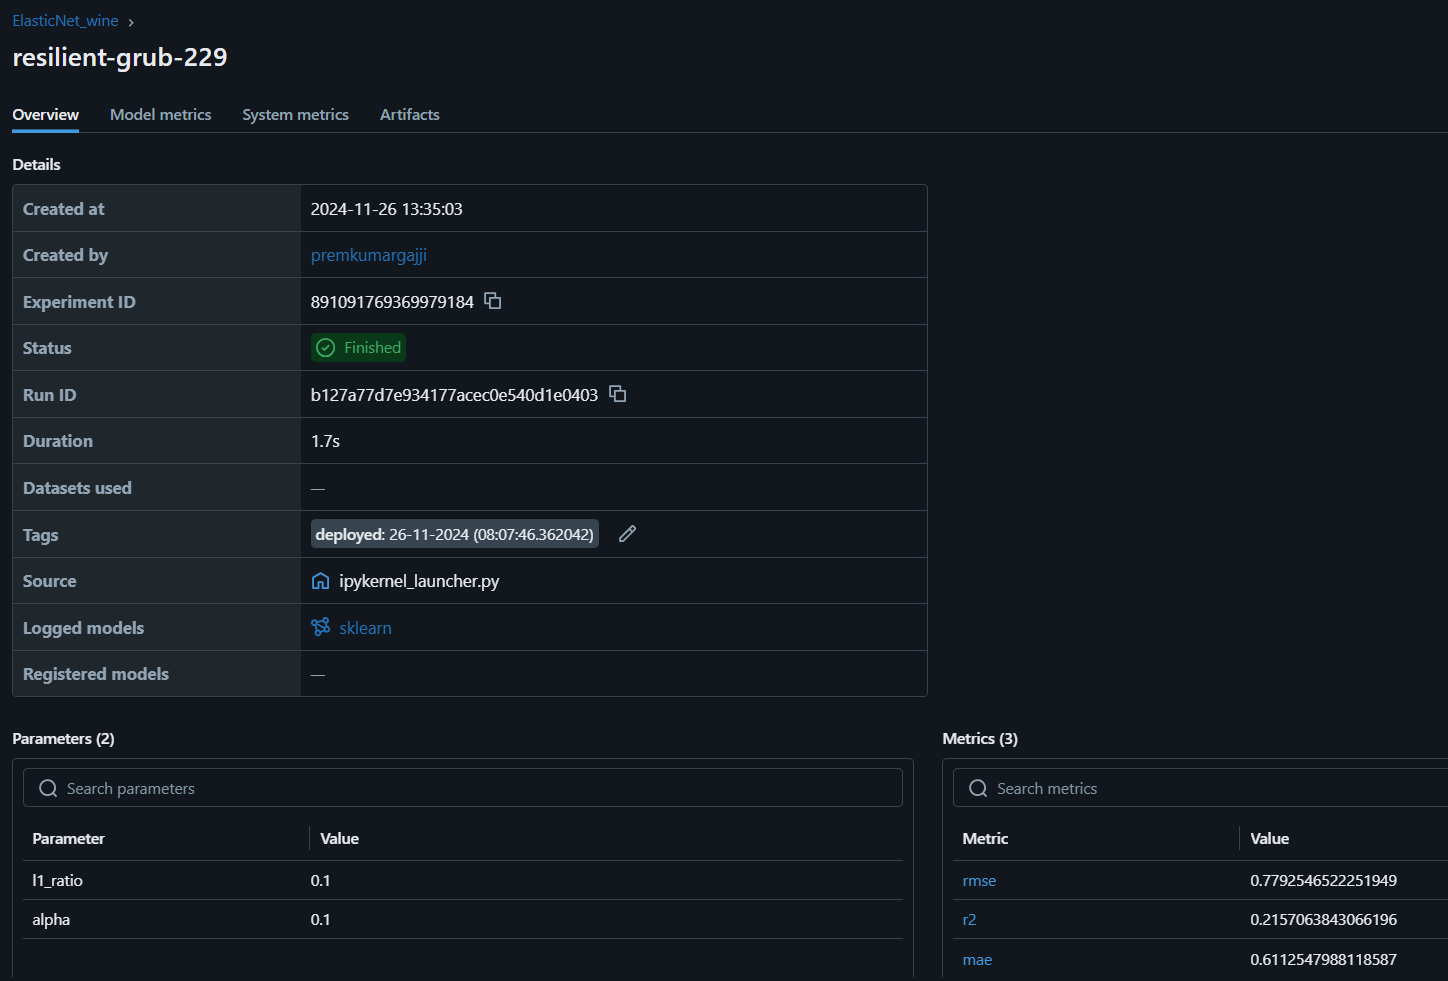 ElasticNet_wine ›
resilient-grub-229
Overview Model metrics System metrics Artifacts
Details
Created at 2024-11-26 13:35:03
Created by premkumargajji
Experiment ID 891091769369979184
Status Finished
Run ID b127a77d7e934177acec0e540d1e0403
Duration 1.7s
Datasets used —
Tags deployed: 26-11-2024 (08:07:46.362042)
Source ipykernel_launcher.py
Logged models sklearn
Registered models —
Parameters (2)
Search parameters
Parameter Value
l1_ratio 0.1
alpha 0.1
Metrics (3)
Search metrics
Metric Value
rmse 0.7792546522251949
r2 0.2157063843066196
mae 0.6112547988118587